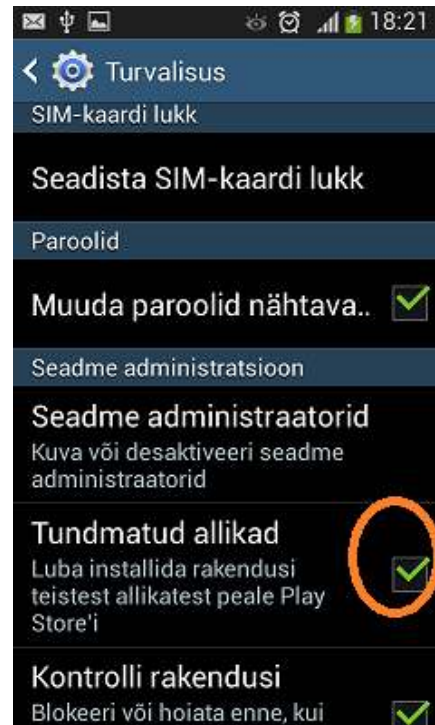 18:21
Turvalisus
SIM-kaardi lukk
Seadista SIM-kaardi lukk
Paroolid
Muuda paroolid nähtava..
Seadme administratsioon
Seadme administraatorid
Kuva või desaktiveeri seadme
administraatorid
Tundmatud allikad
Luba installida rakendusi
teistest allikatest peale Play
Store'i
Kontrolli rakendusi
Blokeeri või hoiata enne, kui